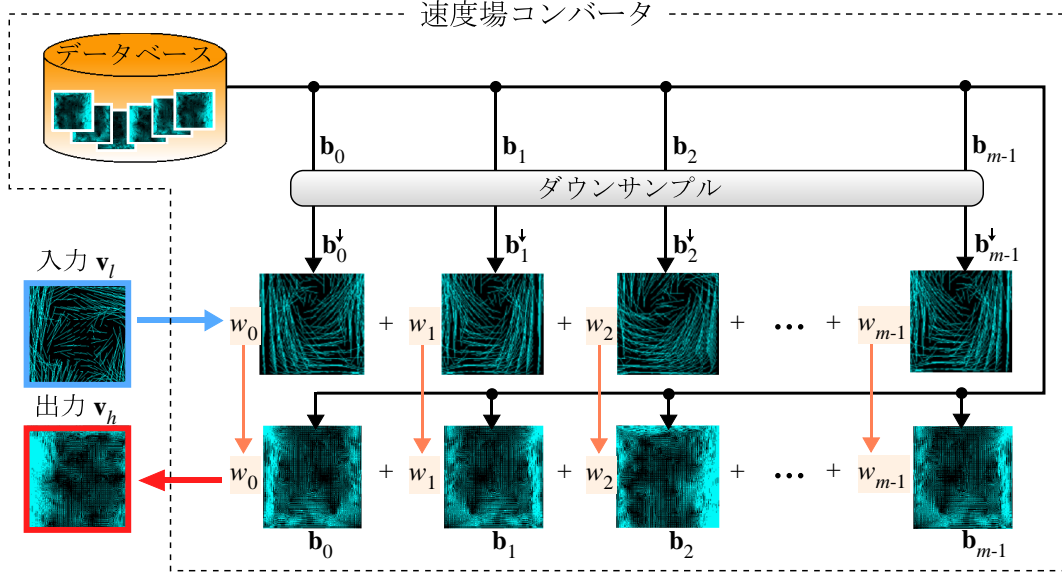 速度場コンバータ
データベース
b0 b1 b2 bm-1
ダウンサンプル
b↓0 b↓1 b↓2 b↓m-1
入力 vl
w0 + w1 + w2 + ... + wm-1
出力 vh
w0 + w1 + w2 + ... + wm-1
b0 b1 b2 bm-1